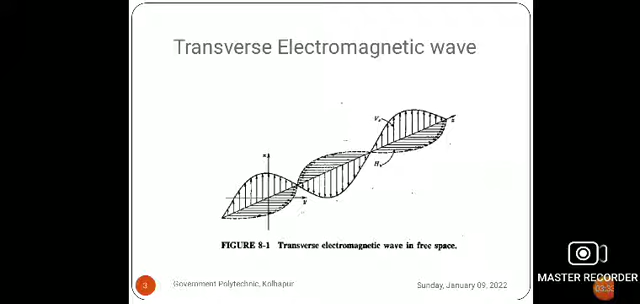 Transverse Electromagnetic wave
x
y
z
FIGURE 8-1 Transverse electromagnetic wave in free space.
3
Government Polytechnic, Kolhapur
Sunday, January 09, 2022
MASTER RECORDER